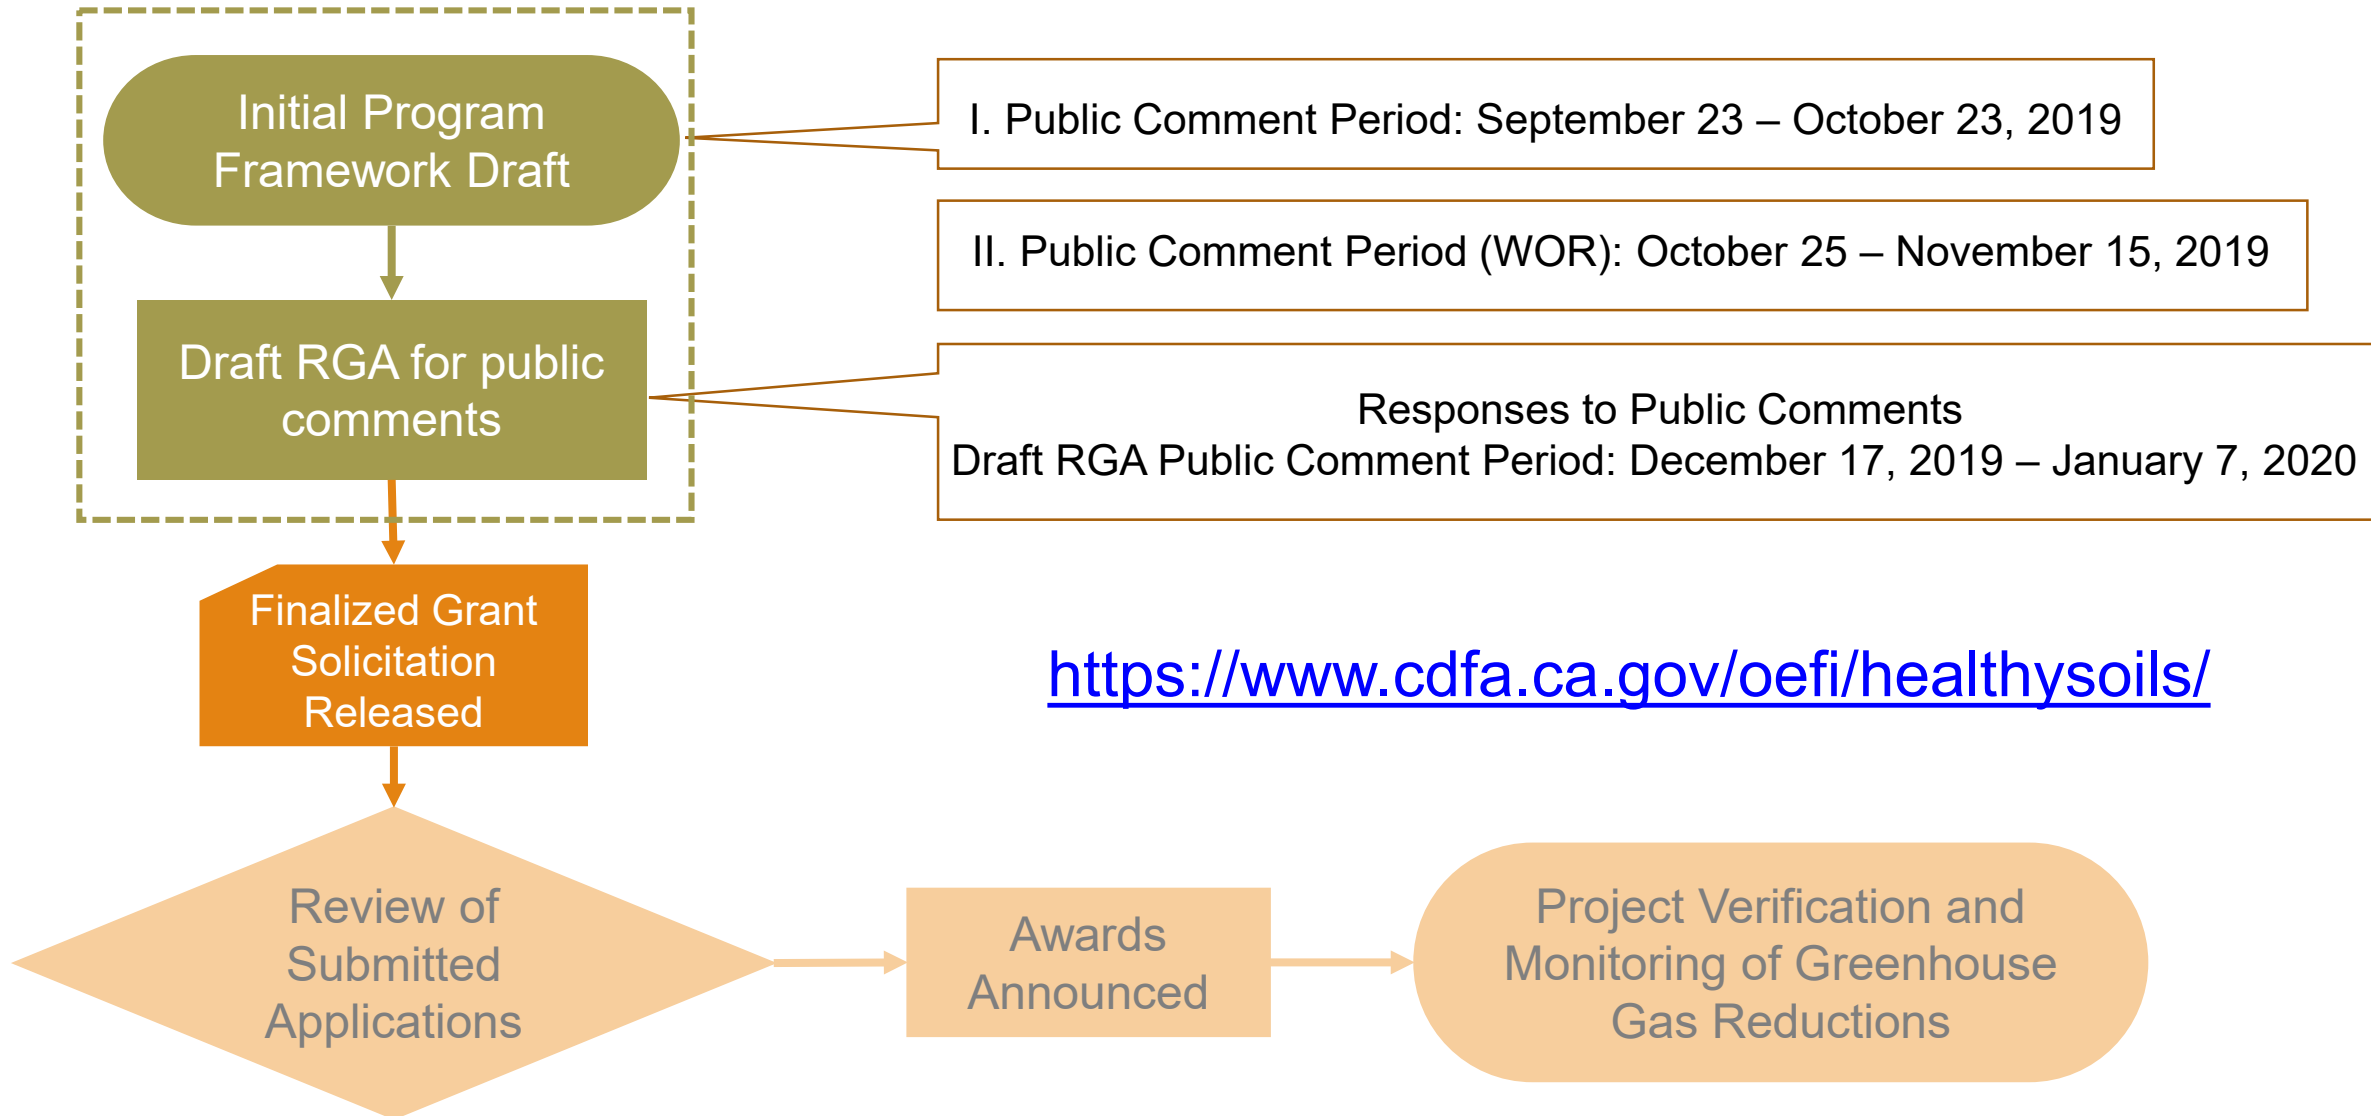 Initial Program
Framework Draft
I. Public Comment Period: September 23 – October 23, 2019
II. Public Comment Period (WOR): October 25 – November 15, 2019
Draft RGA for public
comments
Responses to Public Comments
Draft RGA Public Comment Period: December 17, 2019 – January 7, 2020
Finalized Grant
Solicitation
Released
https://www.cdfa.ca.gov/oefi/healthysoils/
Review of
Submitted
Applications
Awards
Announced
Project Verification and
Monitoring of Greenhouse
Gas Reductions